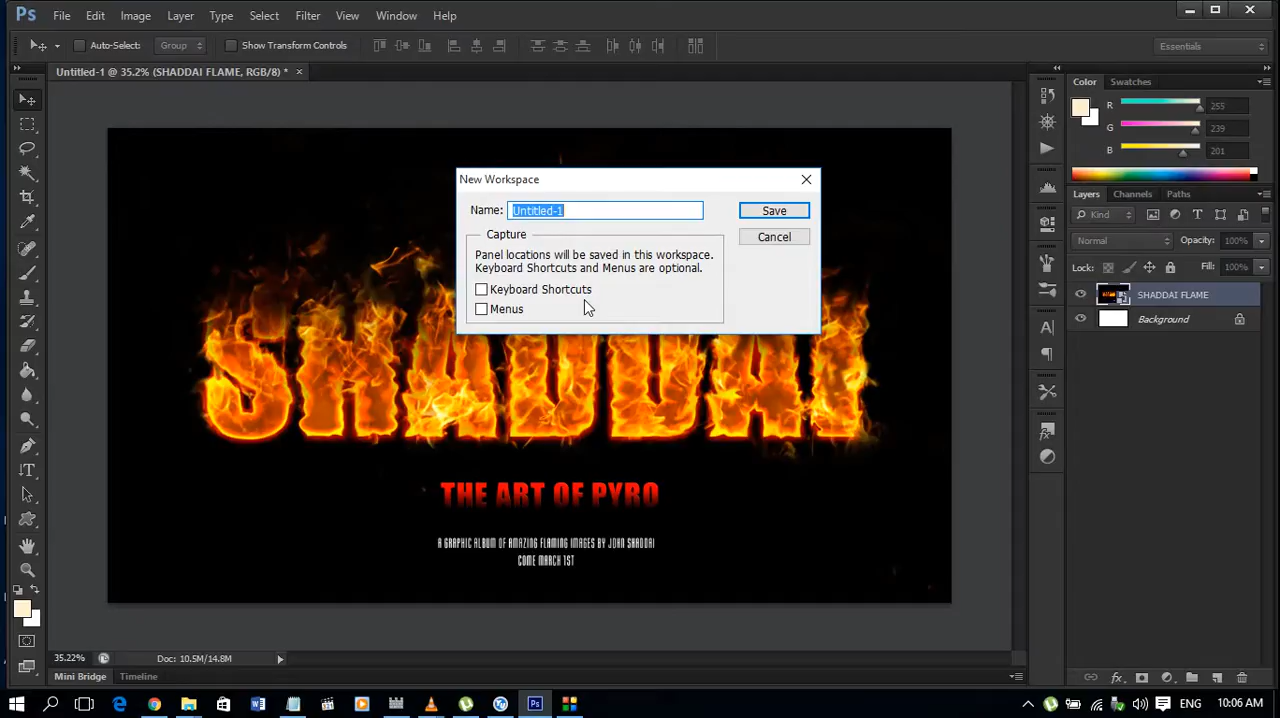 Ps File Edit Image Layer Type Select Filter View Window Help
Auto-Select: Group Show Transform Controls Essentials
Untitled-1 @ 35.2% (SHADDAI FLAME, RGB/8) * ×
Color Swatches
R 255
G 239
B 201
Layers Channels Paths
Kind
Normal Opacity: 100%
Lock: Fill: 100%
SHADDAI FLAME
Background
New Workspace
Name: Untitled-1 Save
Capture Cancel
Panel locations will be saved in this workspace.
Keyboard Shortcuts and Menus are optional.
Keyboard Shortcuts
Menus
SHADDAI
THE ART OF PYRO
A GRAPHIC ALBUM OF AMAZING FLAMING IMAGES BY JOHN SHADDAI
COME MARCH 1ST
35.22% Doc: 10.5M/14.8M
Mini Bridge Timeline
ENG 10:06 AM